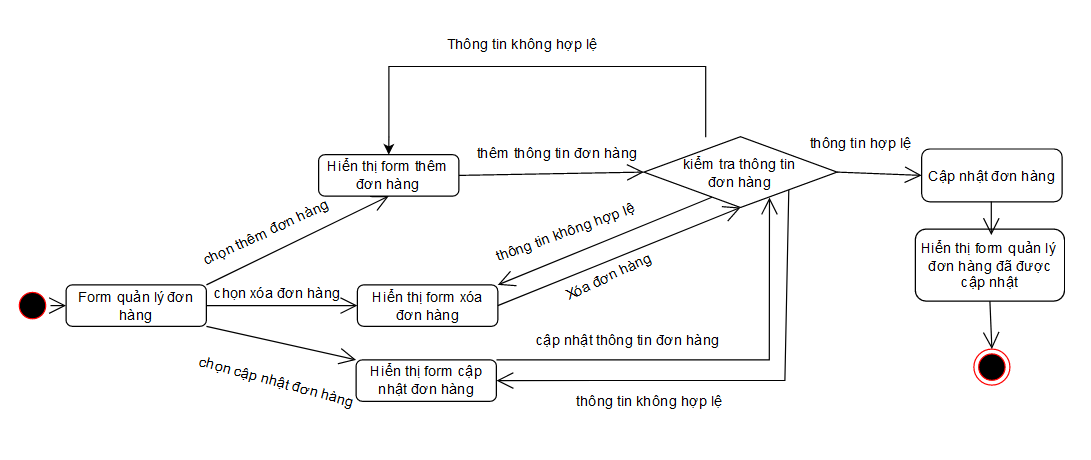 Thông tin không hợp lệ
thông tin hợp lệ
thêm thông tin đơn hàng
Hiển thị form thêm
đơn hàng
kiểm tra thông tin
đơn hàng
Cập nhật đơn hàng
chọn thêm đơn hàng
thông tin không hợp lệ
Xóa đơn hàng
Hiển thị form quản lý
đơn hàng đã được
cập nhật
Form quản lý đơn
hàng
chọn xóa đơn hàng
Hiển thị form xóa
đơn hàng
cập nhật thông tin đơn hàng
chọn cập nhật đơn hàng
Hiển thị form cập
nhật đơn hàng
thông tin không hợp lệ